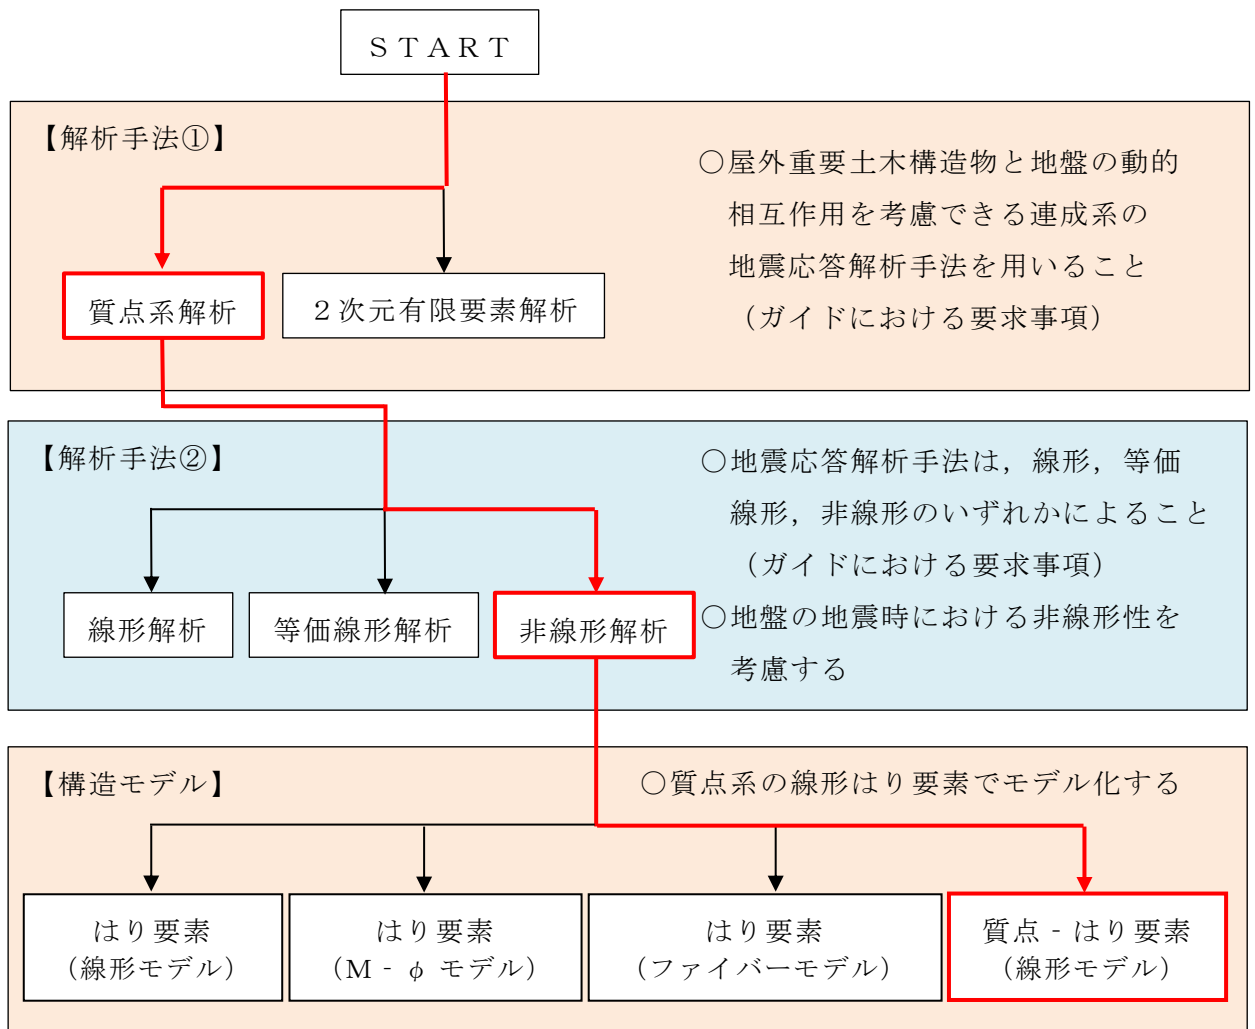 ＳＴＡＲＴ
【解析手法①】
○屋外重要土木構造物と地盤の動的
相互作用を考慮できる連成系の
地震応答解析手法を用いること
（ガイドにおける要求事項）
質点系解析
２次元有限要素解析
【解析手法②】
○地震応答解析手法は，線形，等価
線形，非線形のいずれかによること
（ガイドにおける要求事項）
○地盤の地震時における非線形性を
考慮する
線形解析
等価線形解析
非線形解析
【構造モデル】
○質点系の線形はり要素でモデル化する
はり要素
（線形モデル）
はり要素
（Ｍ‐φ モデル）
はり要素
（ファイバーモデル）
質点‐はり要素
（線形モデル）